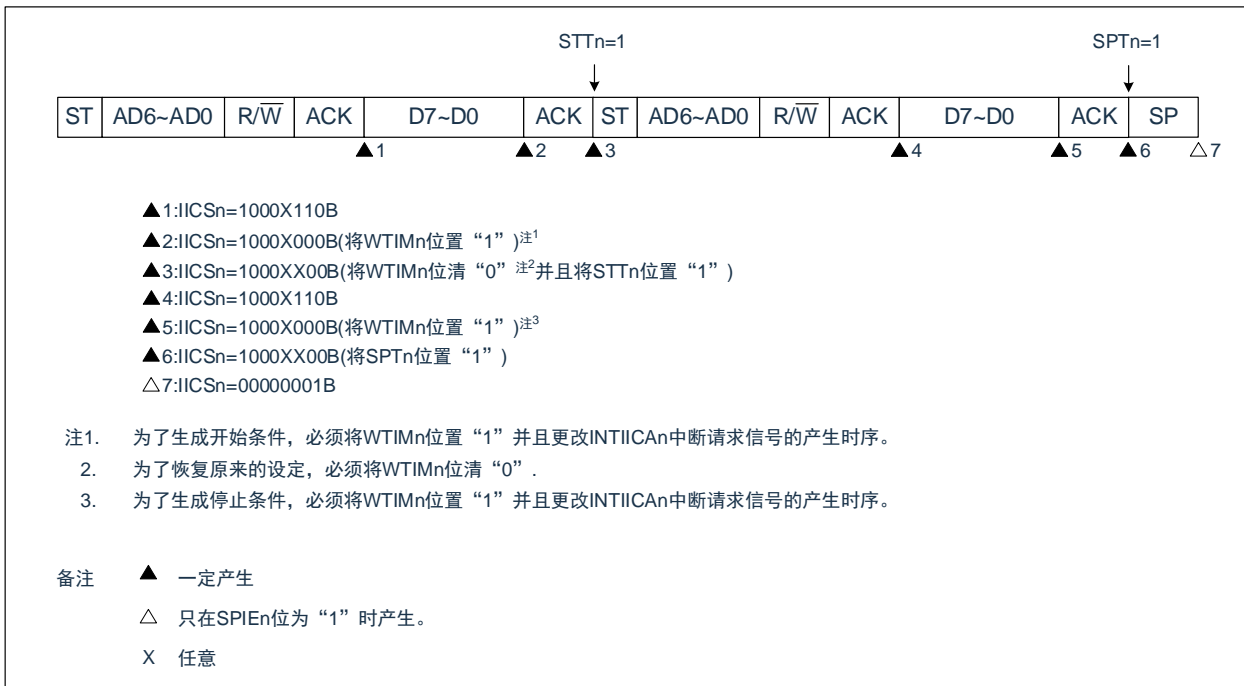 STTn=1 SPTn=1
ST AD6~AD0 R/W̅ ACK D7~D0 ACK ST AD6~AD0 R/W̅ ACK D7~D0 ACK SP
▲1 ▲2 ▲3 ▲4 ▲5 ▲6 △7
▲1:IICSn=1000X110B
▲2:IICSn=1000X000B(将WTIMn位置“1”)注1
▲3:IICSn=1000XX00B(将WTIMn位清“0”注2并且将STTn位置“1”)
▲4:IICSn=1000X110B
▲5:IICSn=1000X000B(将WTIMn位置“1”)注3
▲6:IICSn=1000XX00B(将SPTn位置“1”)
△7:IICSn=00000001B
注1. 为了生成开始条件，必须将WTIMn位置“1”并且更改INTIICAn中断请求信号的产生时序。
2. 为了恢复原来的设定，必须将WTIMn位清“0”.
3. 为了生成停止条件，必须将WTIMn位置“1”并且更改INTIICAn中断请求信号的产生时序。
备注 ▲ 一定产生
△ 只在SPIEn位为“1”时产生。
X 任意